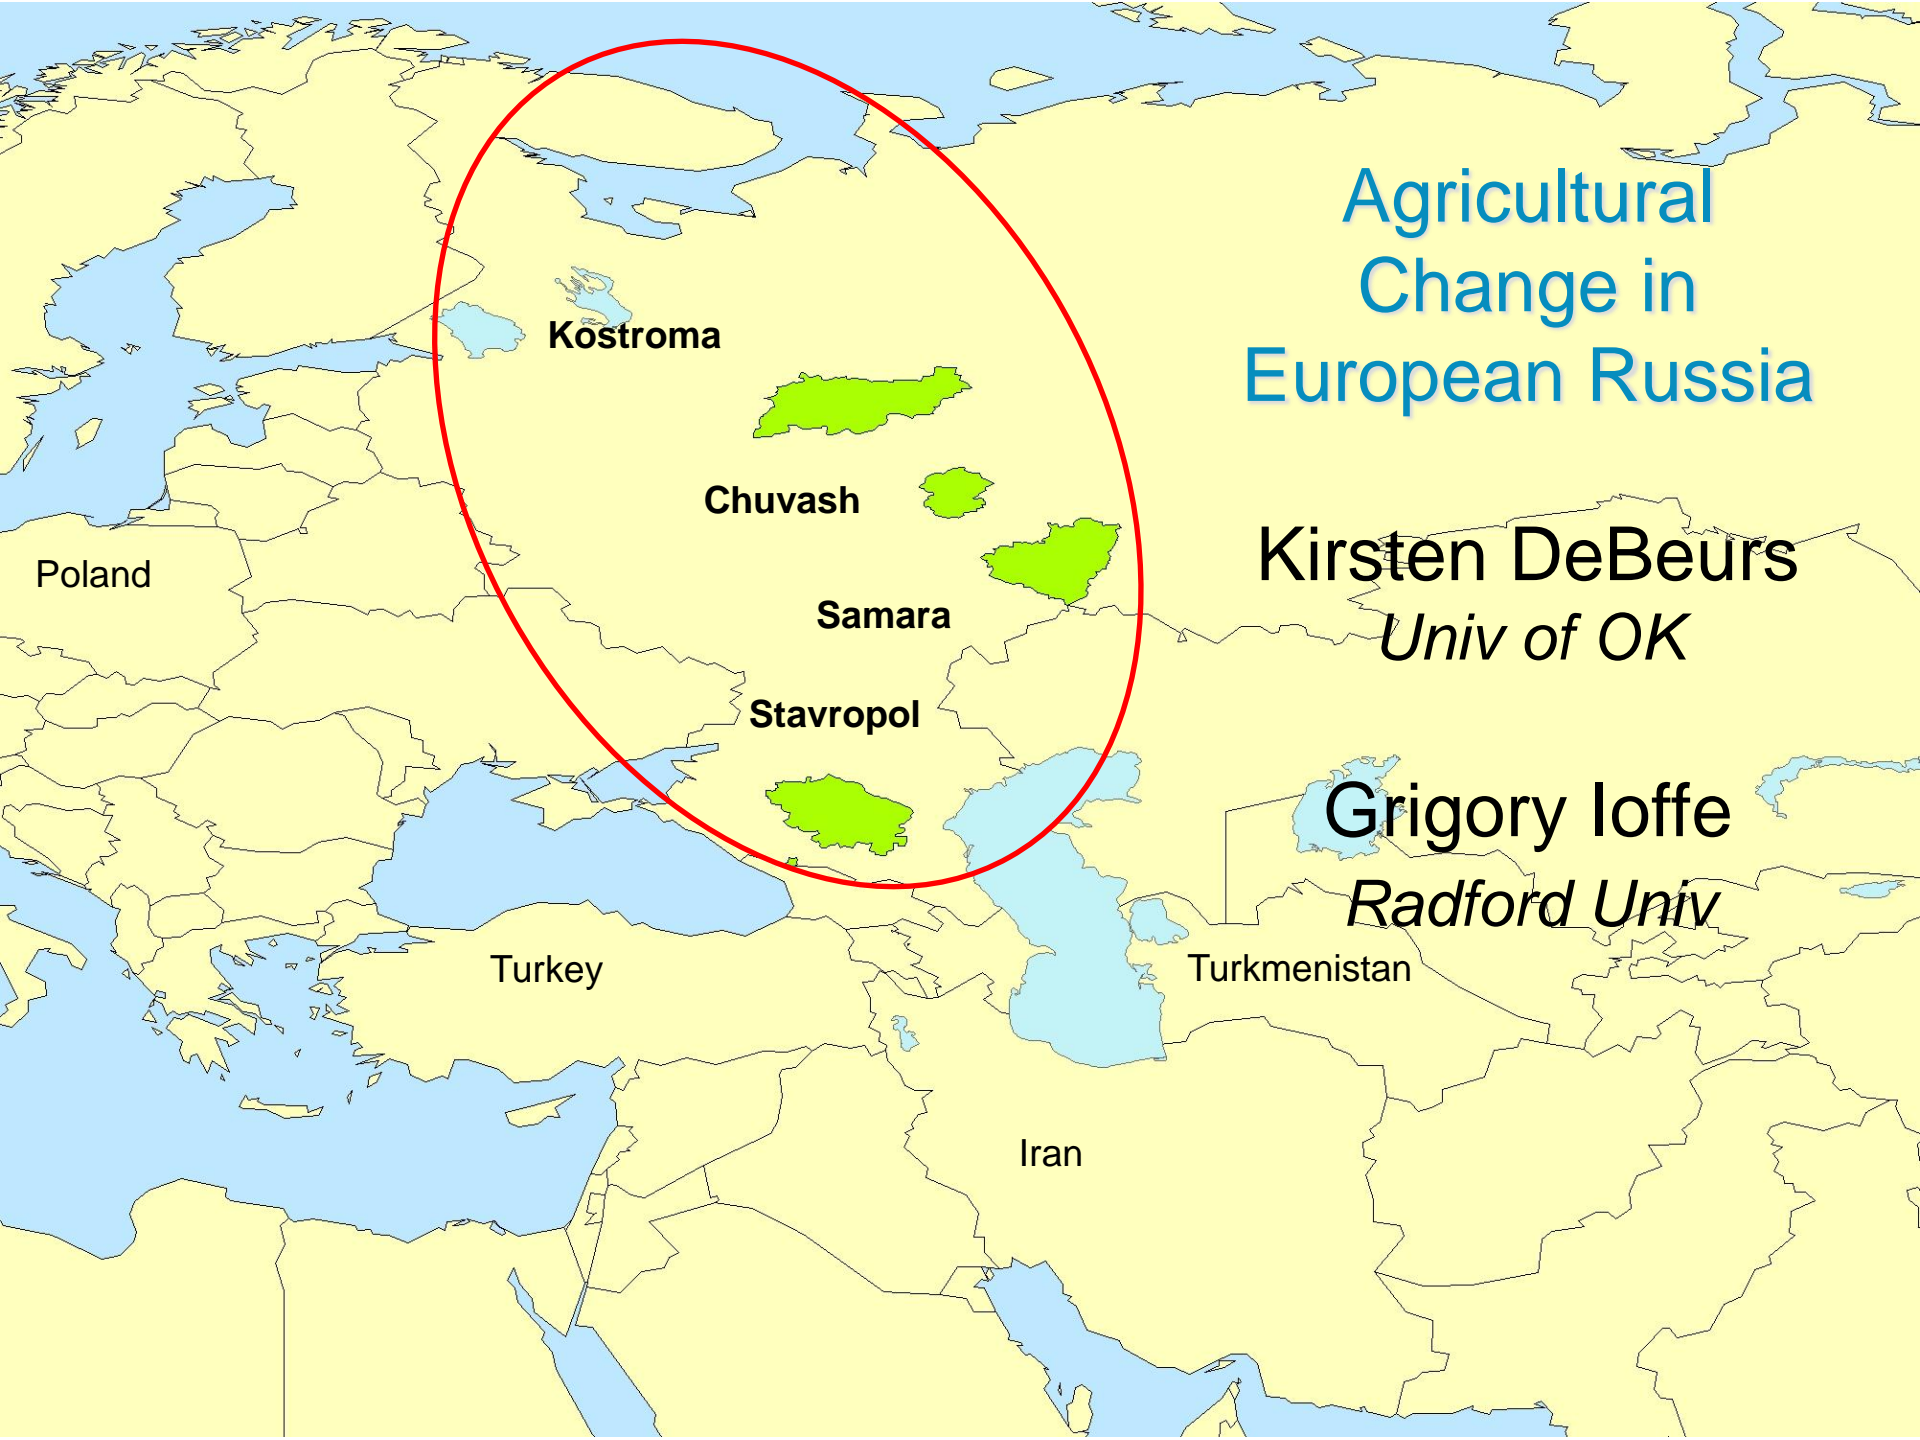 Agricultural
Change in
European Russia
Kostroma
Chuvash
Kirsten DeBeurs
Univ of OK
Poland
Samara
Stavropol
Grigory Ioffe
Radford Univ
Turkey
Turkmenistan
Iran